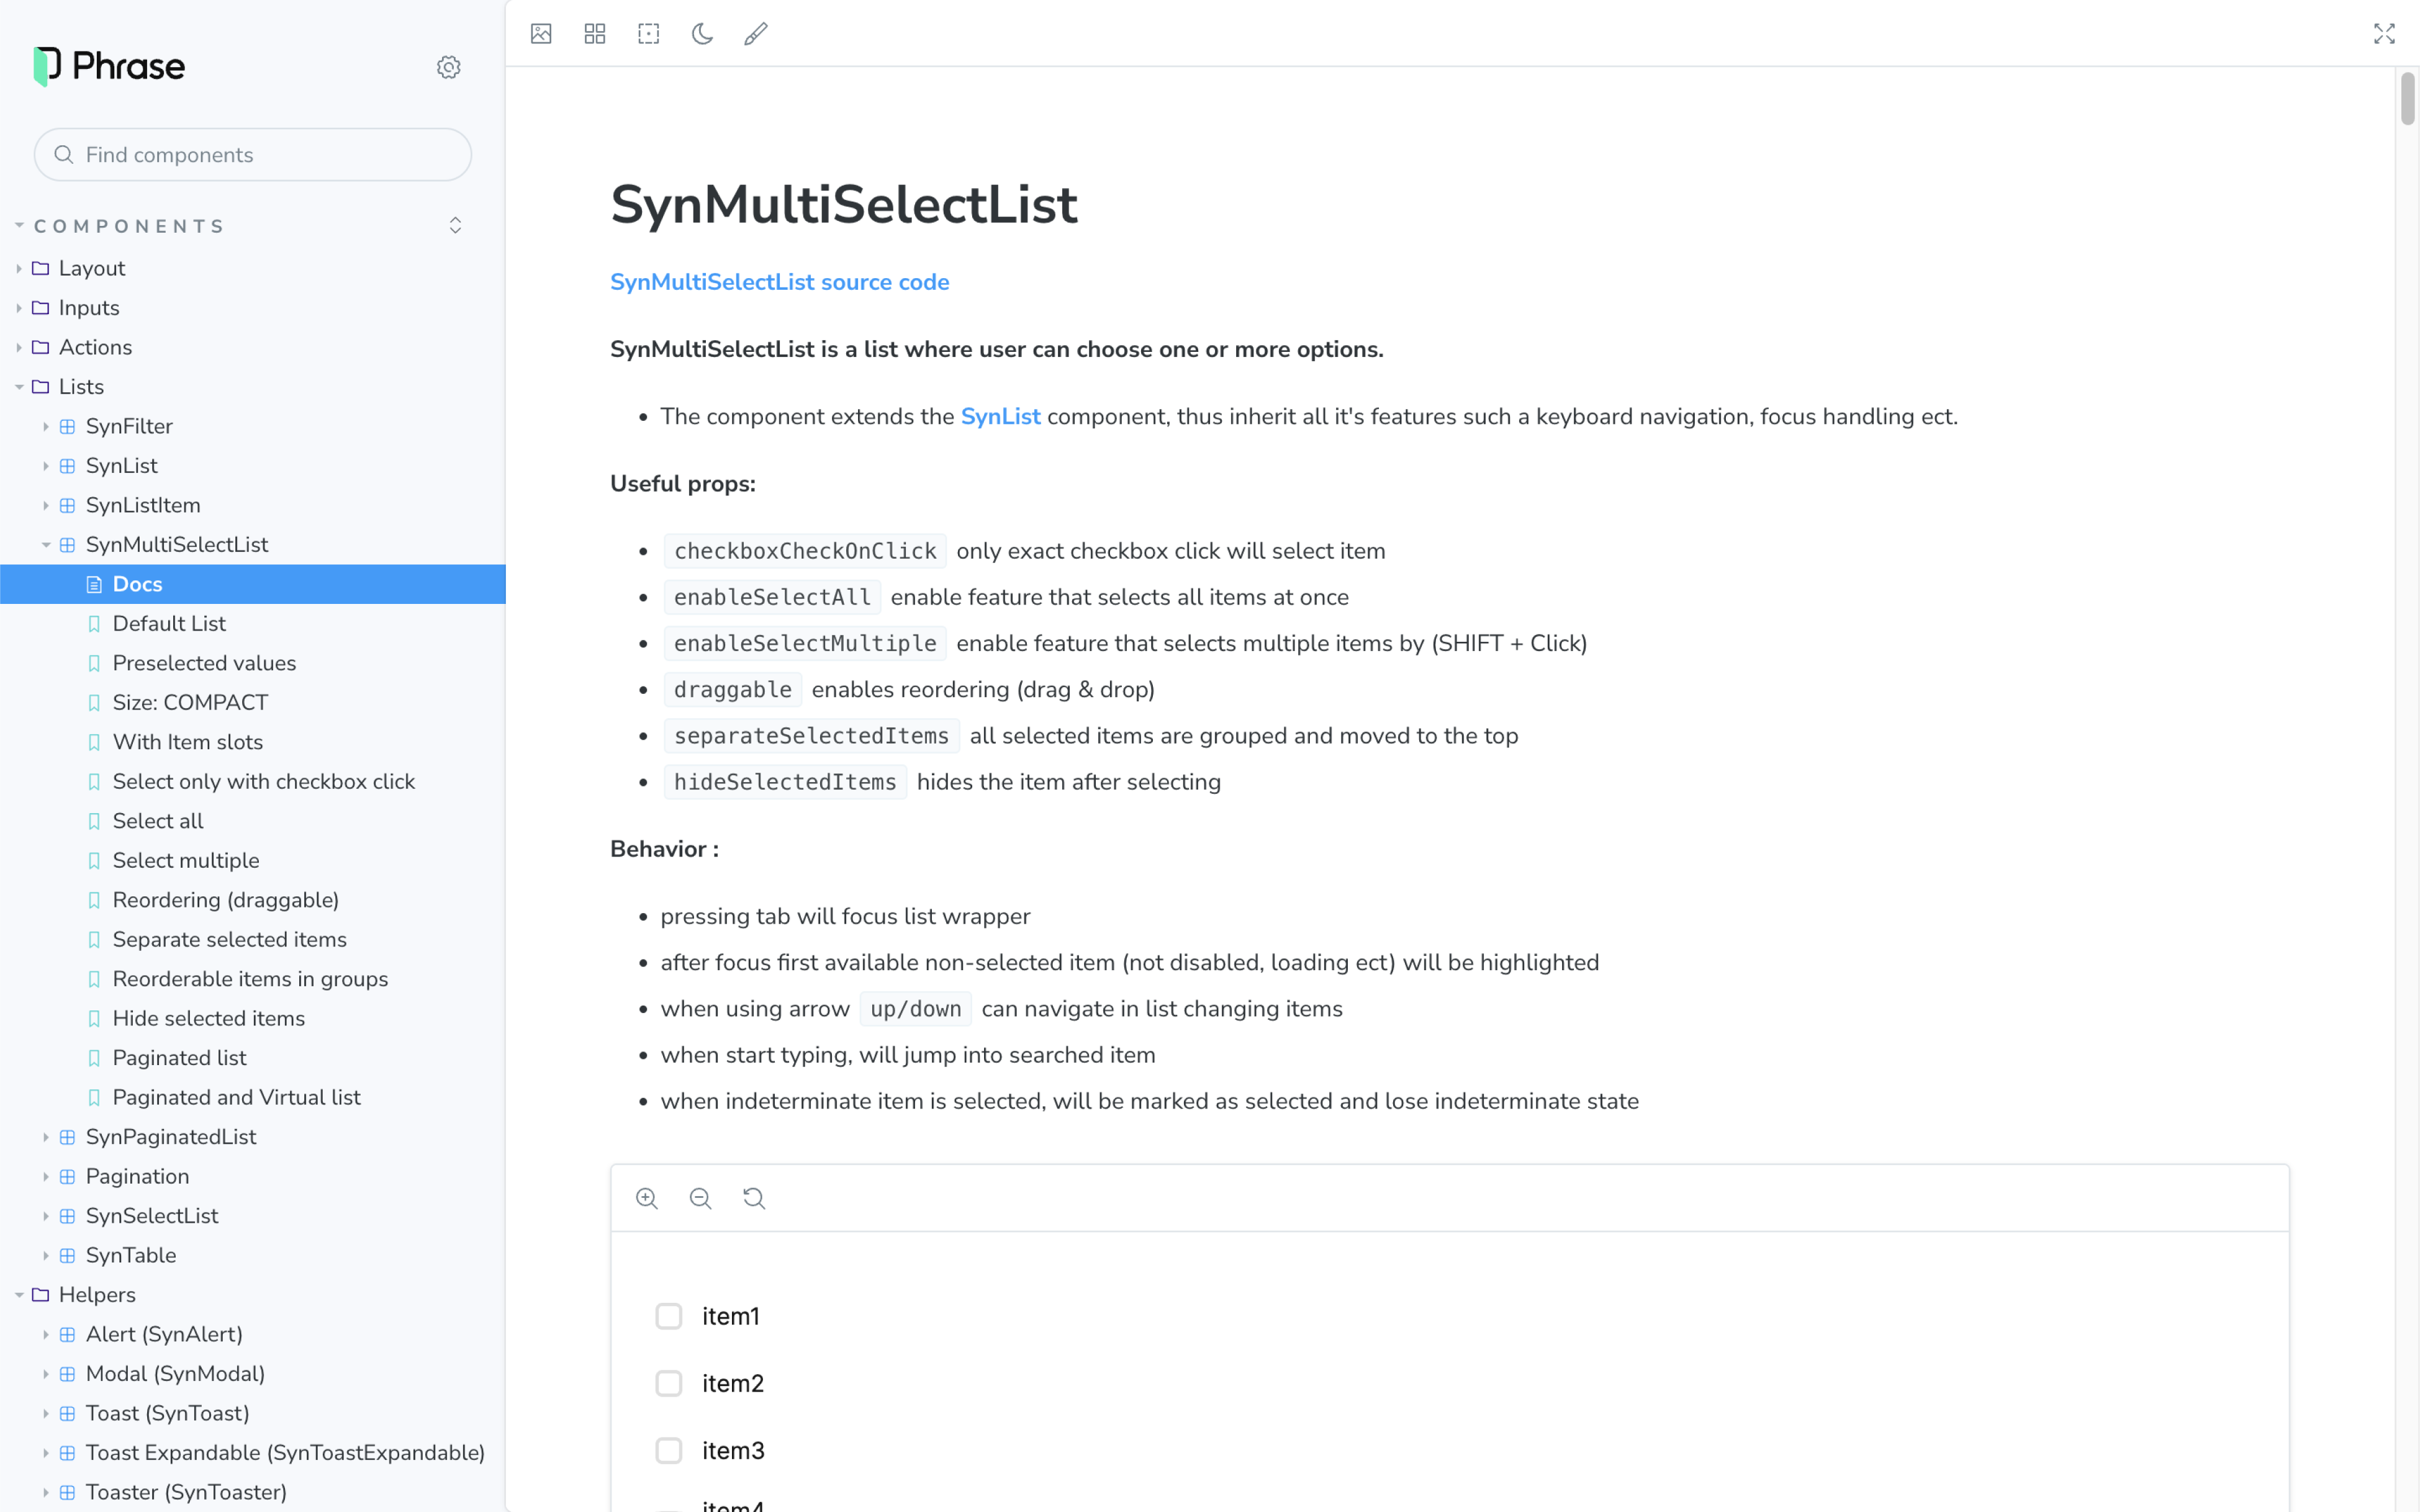 Phrase
Find components
COMPONENTS
Layout
Inputs
Actions
Lists
SynFilter
SynList
SynListItem
SynMultiSelectList
Docs
Default List
Preselected values
Size: COMPACT
With Item slots
Select only with checkbox click
Select all
Select multiple
Reordering (draggable)
Separate selected items
Reorderable items in groups
Hide selected items
Paginated list
Paginated and Virtual list
SynPaginatedList
Pagination
SynSelectList
SynTable
Helpers
Alert (SynAlert)
Modal (SynModal)
Toast (SynToast)
Toast Expandable (SynToastExpandable)
Toaster (SynToaster)
SynMultiSelectList
SynMultiSelectList source code
SynMultiSelectList is a list where user can choose one or more options.
The component extends the SynList component, thus inherit all it's features such a keyboard navigation, focus handling ect.
Useful props:
checkboxCheckOnClick only exact checkbox click will select item
enableSelectAll enable feature that selects all items at once
enableSelectMultiple enable feature that selects multiple items by (SHIFT + Click)
draggable enables reordering (drag & drop)
separateSelectedItems all selected items are grouped and moved to the top
hideSelectedItems hides the item after selecting
Behavior :
pressing tab will focus list wrapper
after focus first available non-selected item (not disabled, loading ect) will be highlighted
when using arrow up/down can navigate in list changing items
when start typing, will jump into searched item
when indeterminate item is selected, will be marked as selected and lose indeterminate state
item1
item2
item3
item4